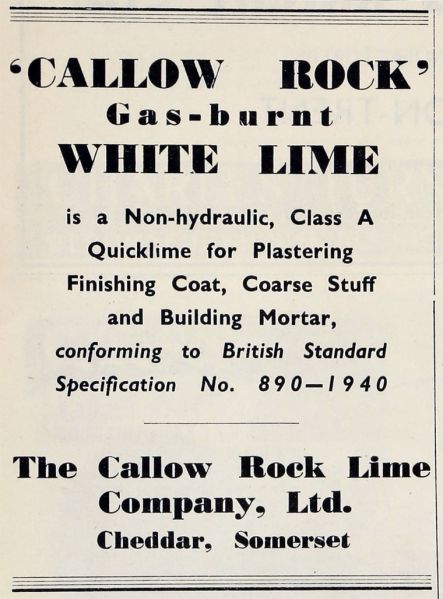 ‘CALLOW ROCK’
Gas-burnt
WHITE LIME
is a Non-hydraulic, Class A
Quicklime for Plastering
Finishing Coat, Coarse Stuff
and Building Mortar,
conforming to British Standard
Specification No. 890—1940
The Callow Rock Lime
Company, Ltd.
Cheddar, Somerset